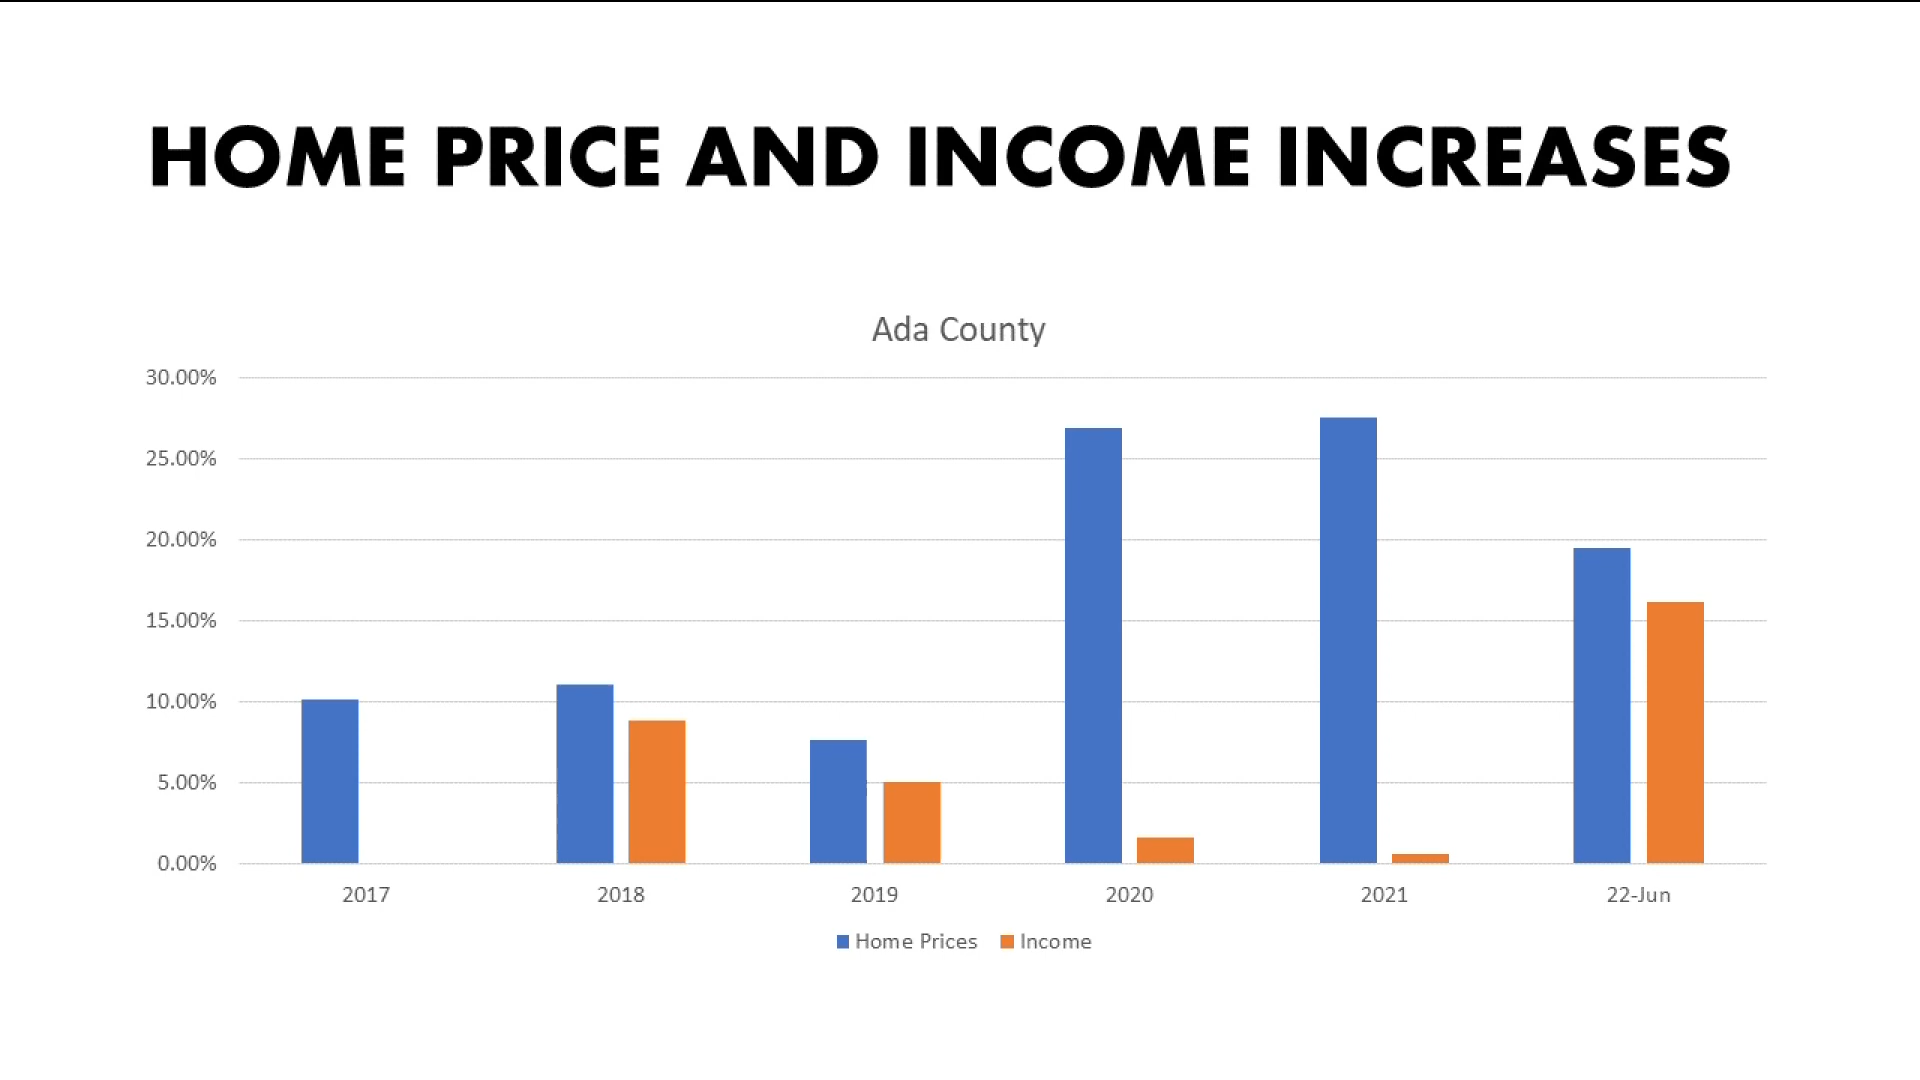 HOME PRICE AND INCOME INCREASES
Ada County
30.00%
25.00%
20.00%
15.00%
10.00%
5.00%
0.00%
2017 2018 2019 2020 2021 22-Jun
Home Prices Income